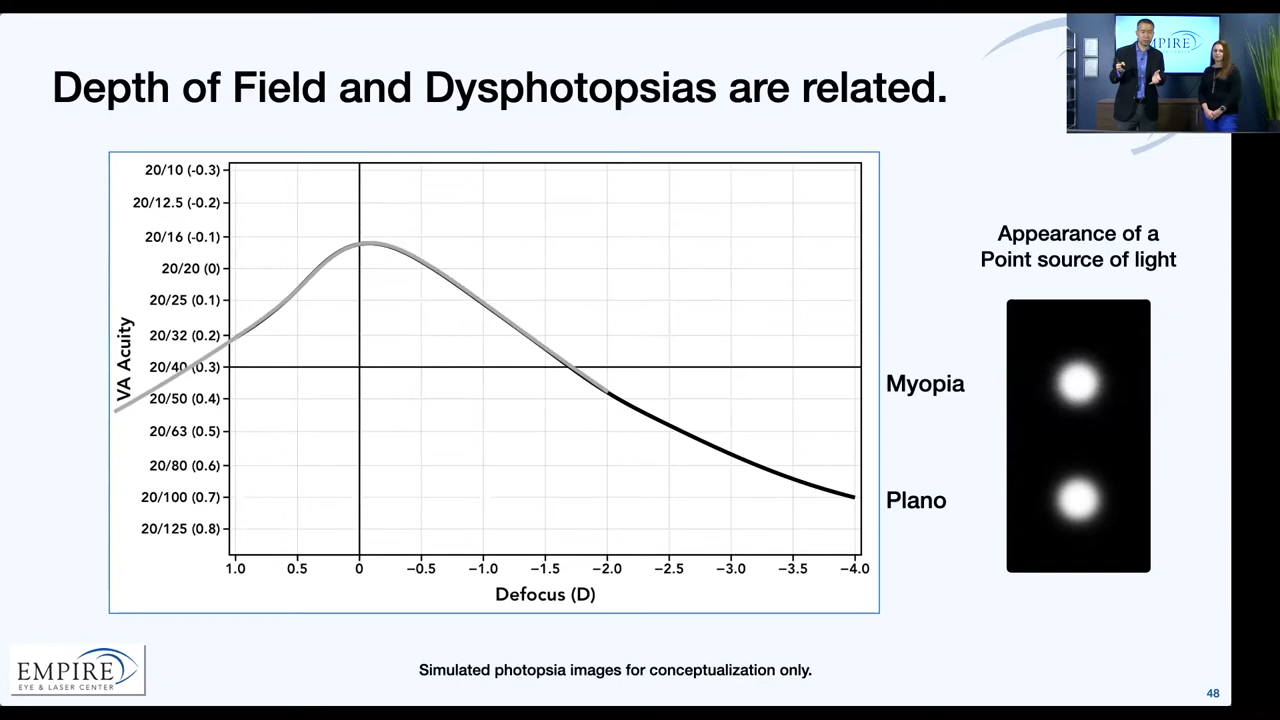 Depth of Field and Dysphotopsias are related.
EMPIRE
20/10 (-0.3)
20/12.5 (-0.2)
20/16 (-0.1)
20/20 (0)
20/25 (0.1)
20/32 (0.2)
20/40 (0.3)
20/50 (0.4)
20/63 (0.5)
20/80 (0.6)
20/100 (0.7)
20/125 (0.8)
VA Acuity
1.0 0.5 0 −0.5 −1.0 −1.5 −2.0 −2.5 −3.0 −3.5 −4.0
Defocus (D)
Appearance of a
Point source of light
Myopia
Plano
Simulated photopsia images for conceptualization only.
EMPIRE
EYE & LASER CENTER
48